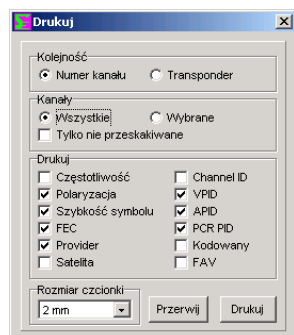 Drukuj
Kolejność
Numer kanału Transponder
Kanały
Wszystkie Wybrane
Tylko nie przeskakiwane
Drukuj
Częstotliwość Channel ID
Polaryzacja VPID
Szybkość symbolu APID
FEC PCR PID
Provider Kodowany
Satelita FAV
Rozmiar czcionki
2 mm Przerwij Drukuj